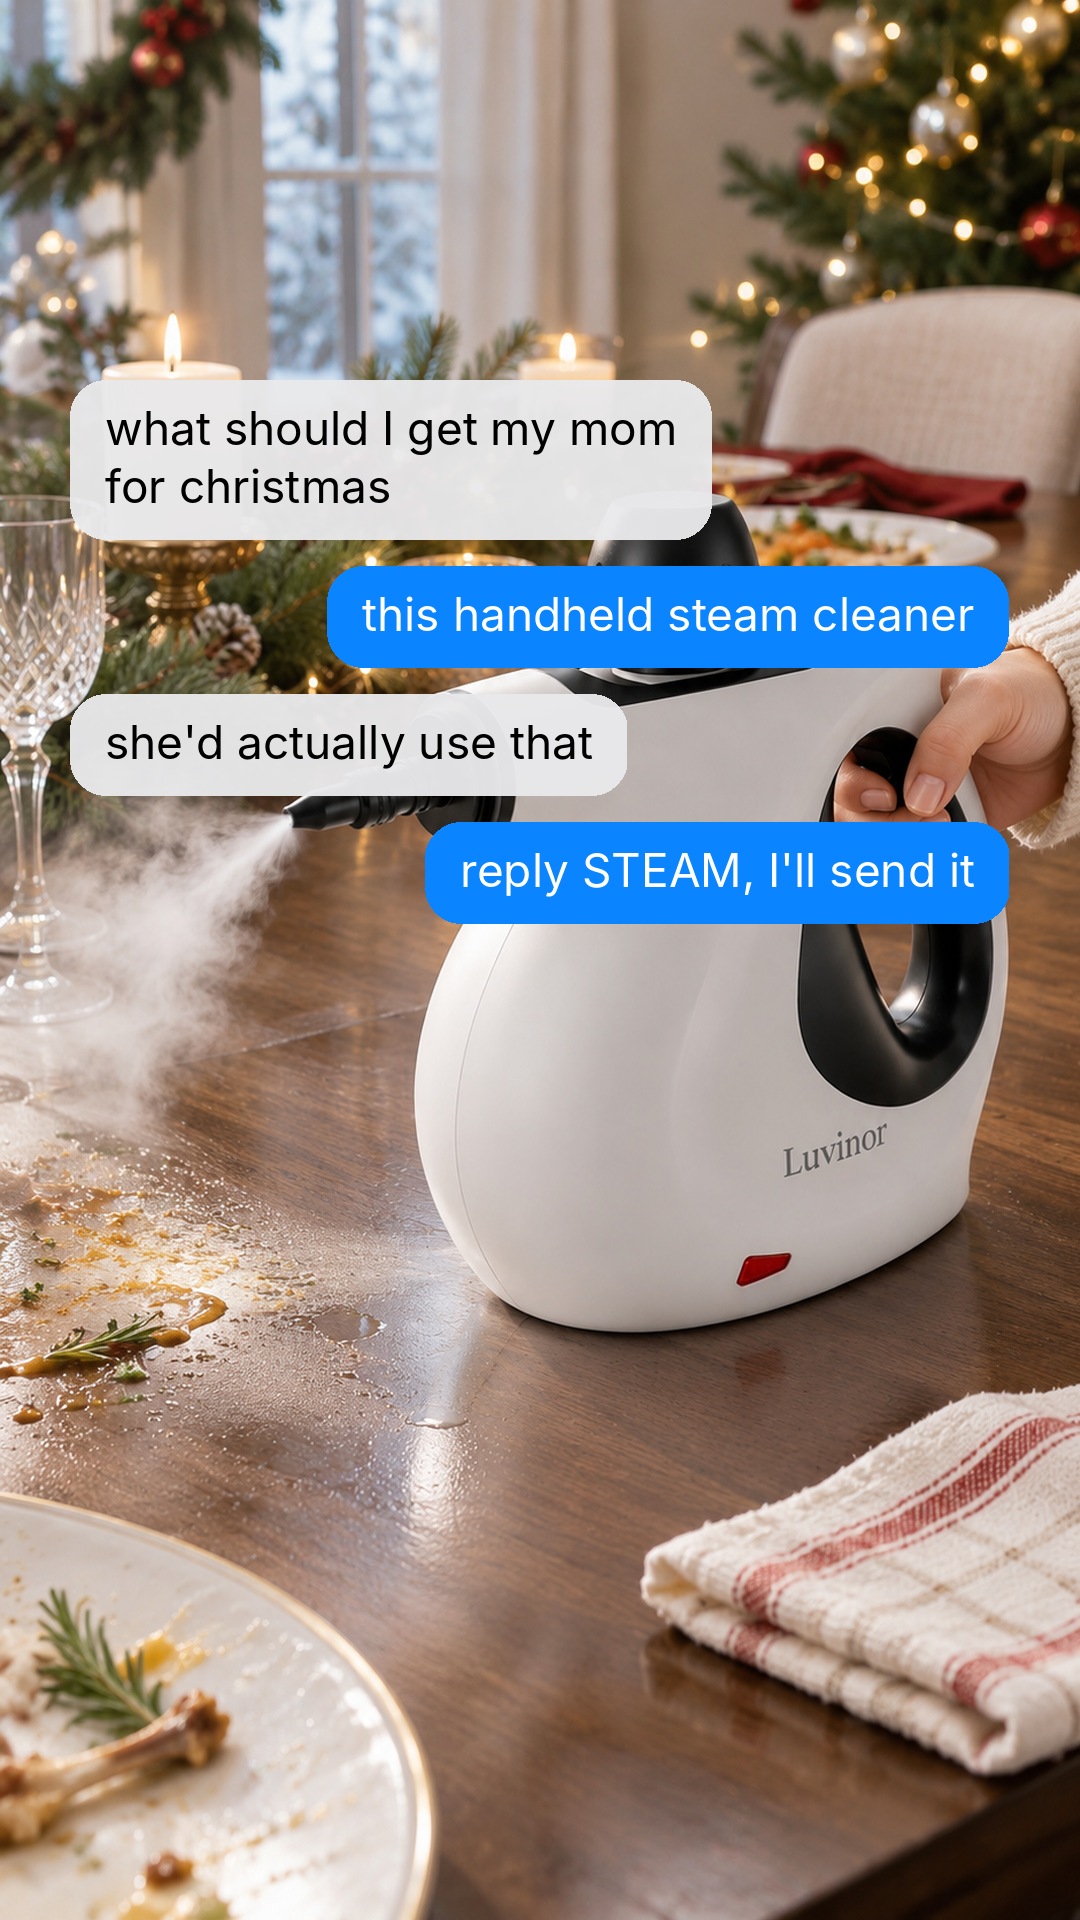 what should I get my mom
for christmas
this handheld steam cleaner
she'd actually use that
reply STEAM, I'll send it
Luvinor